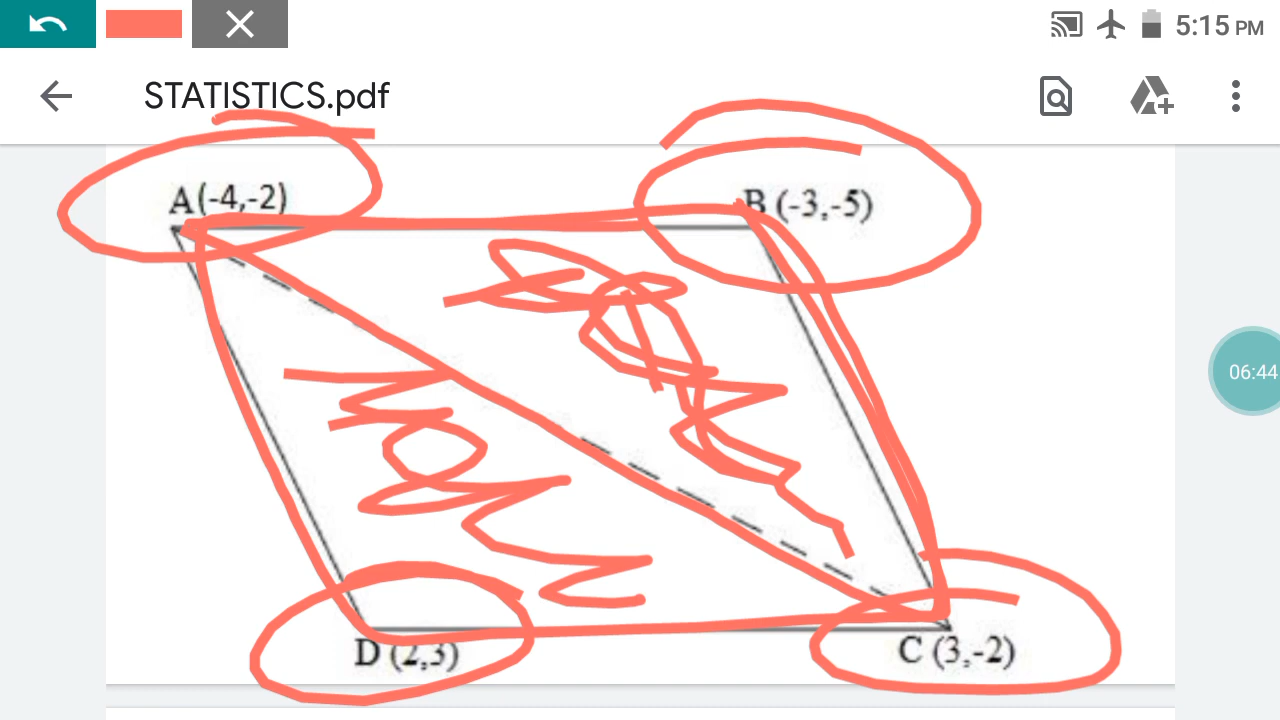 5:15 PM
STATISTICS.pdf
A(-4,-2)
B (-3,-5)
06:44
D (2,3)
C (3,-2)